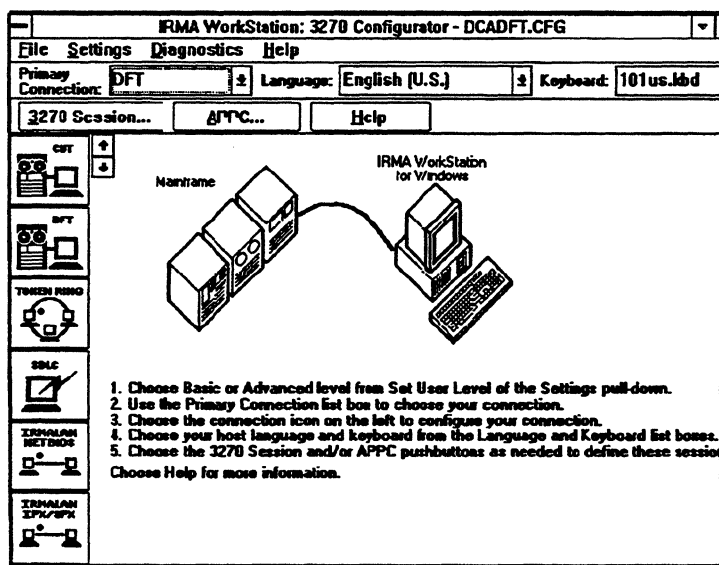 IRMA WorkStation: 3270 Configurator - DCADFT.CFG
File Settings Diagnostics Help
Primary Connection: DFT Language: English (U.S.) Keyboard: 101us.kbd
3270 Session... APPC... Help
CUT
DFT
TOKEN RING
SDLC
IRMALAN
NETBIOS
IRMALAN
IPX/SPX
Mainframe
IRMA WorkStation
for Windows
1. Choose Basic or Advanced level from Set User Level of the Settings pull-down.
2. Use the Primary Connection list box to choose your connection.
3. Choose the connection icon on the left to configure your connection.
4. Choose your host language and keyboard from the Language and Keyboard list boxes.
5. Choose the 3270 Session and/or APPC pushbuttons as needed to define these sessio
Choose Help for more information.